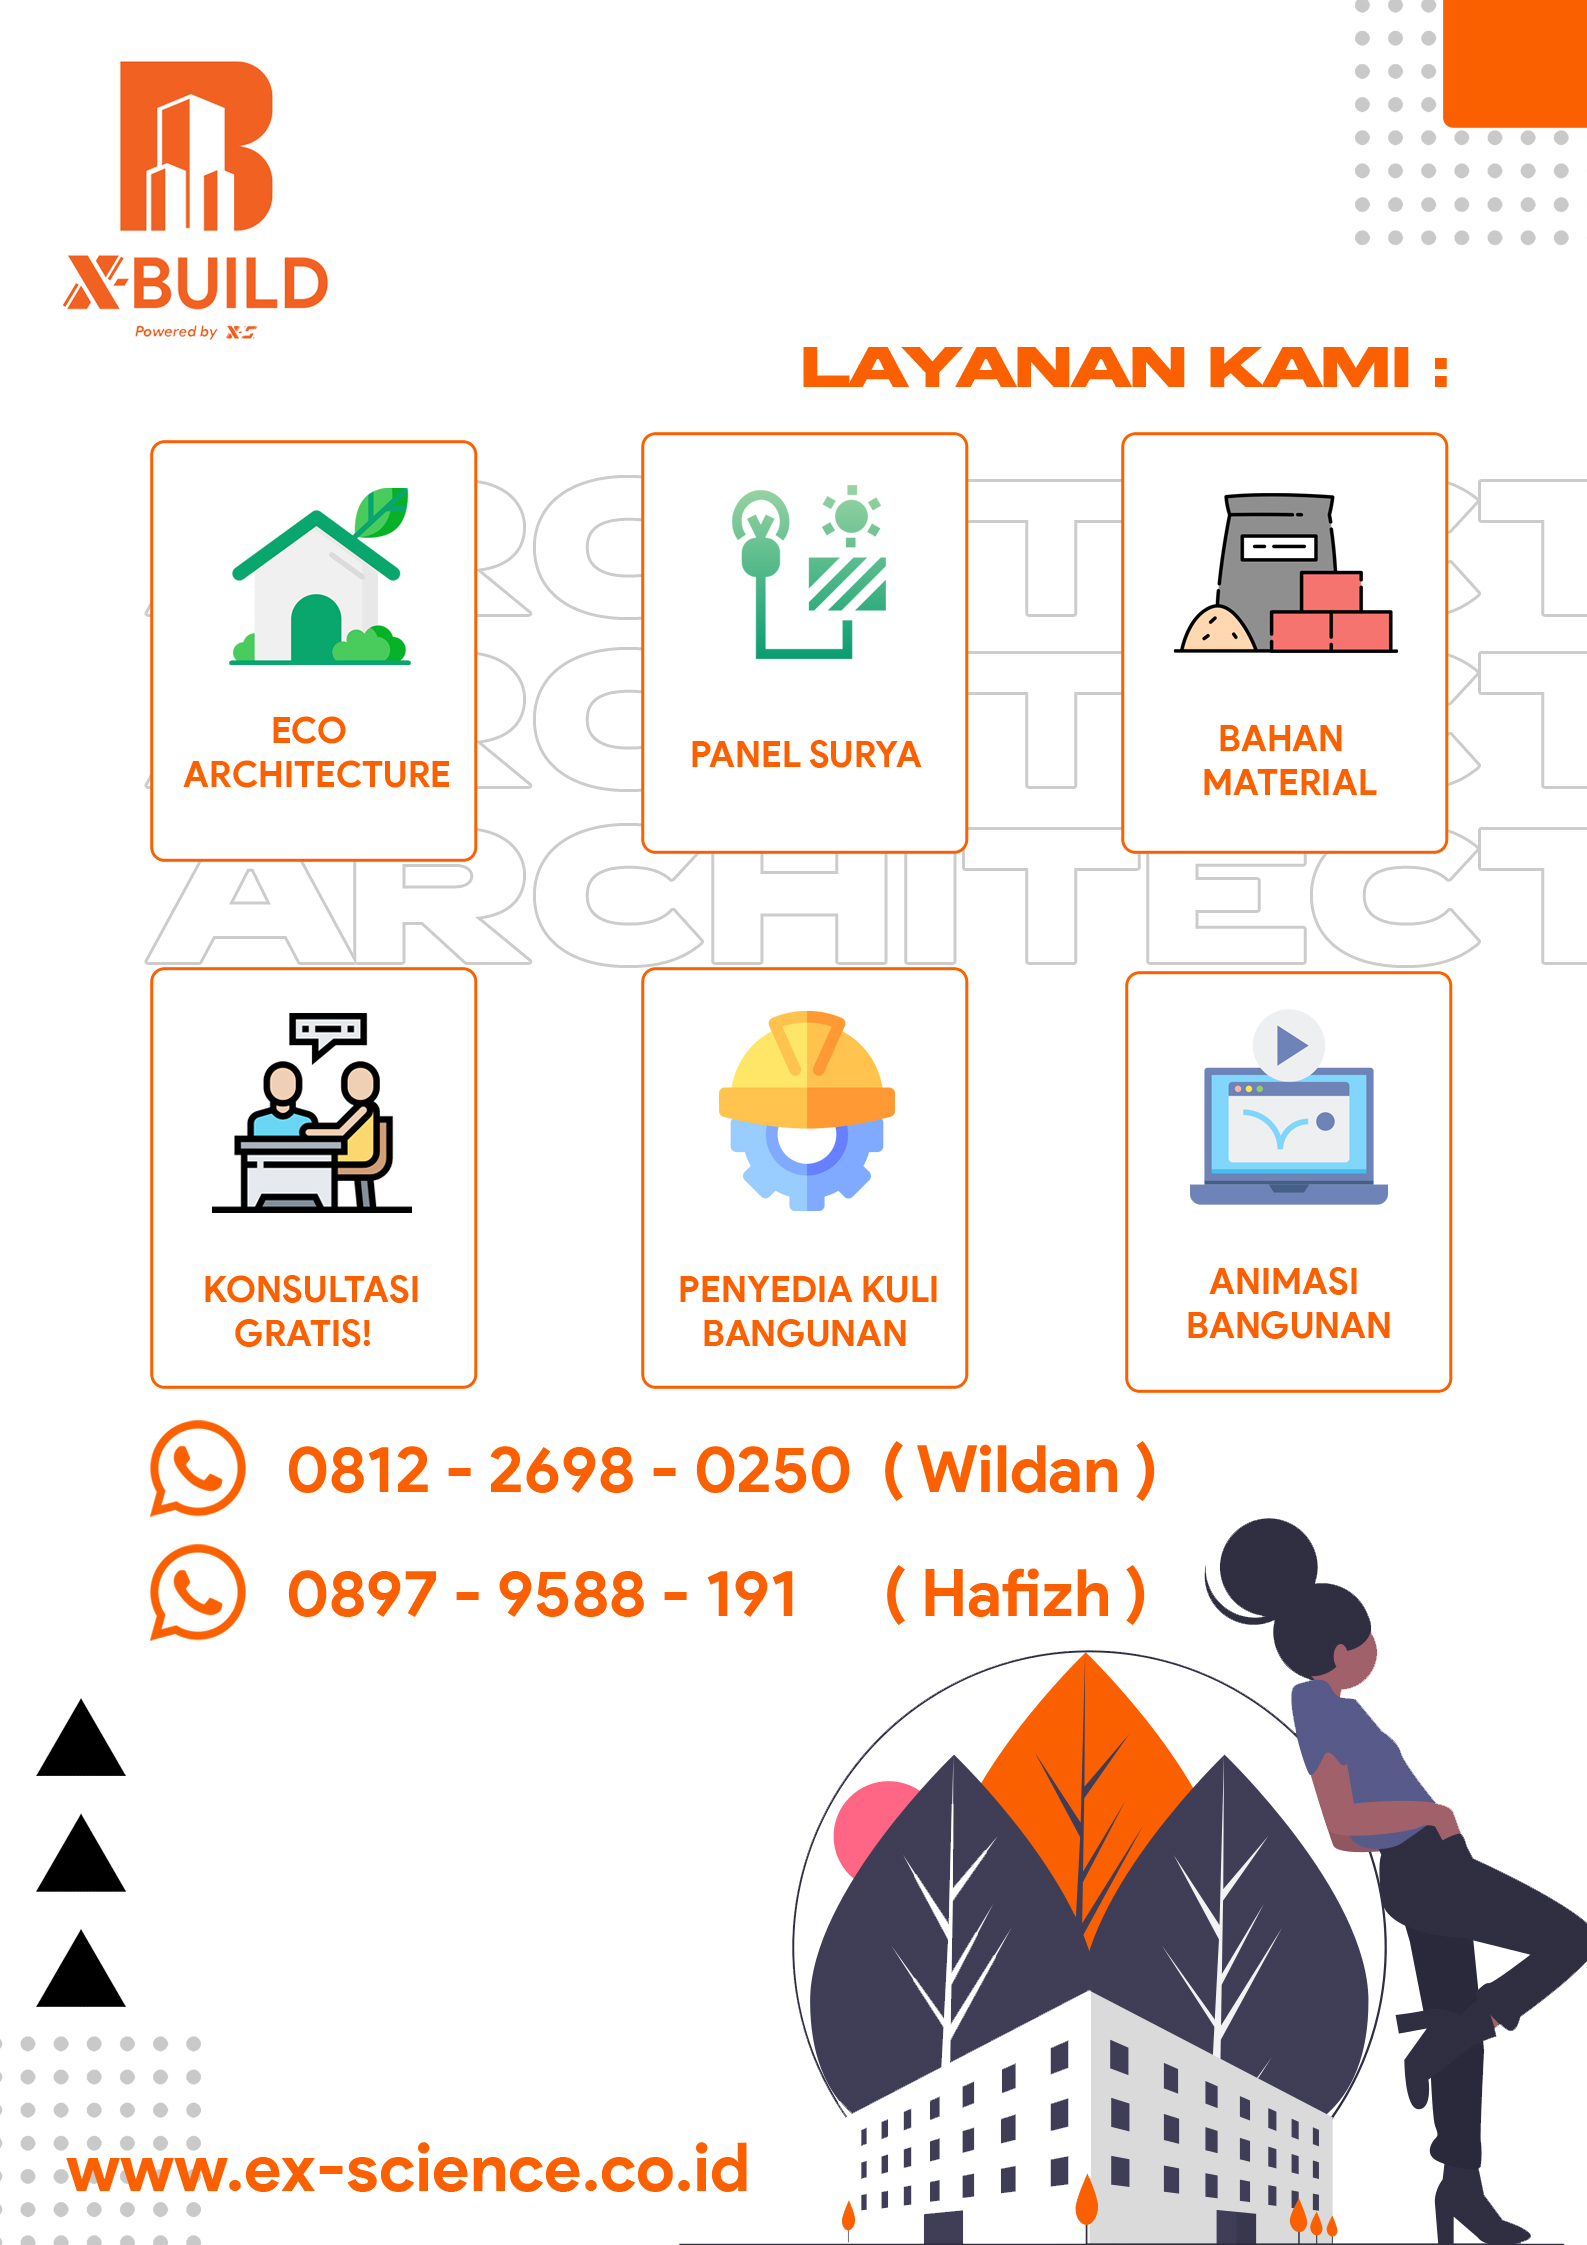 X-BUILD
Powered by X-S
LAYANAN KAMI :
ARCHITECT
ECO
ARCHITECTURE
PANEL SURYA
BAHAN
MATERIAL
KONSULTASI
GRATIS!
PENYEDIA KULI
BANGUNAN
ANIMASI
BANGUNAN
0812 - 2698 - 0250 ( Wildan )
0897 - 9588 - 191 ( Hafizh )
www.ex-science.co.id